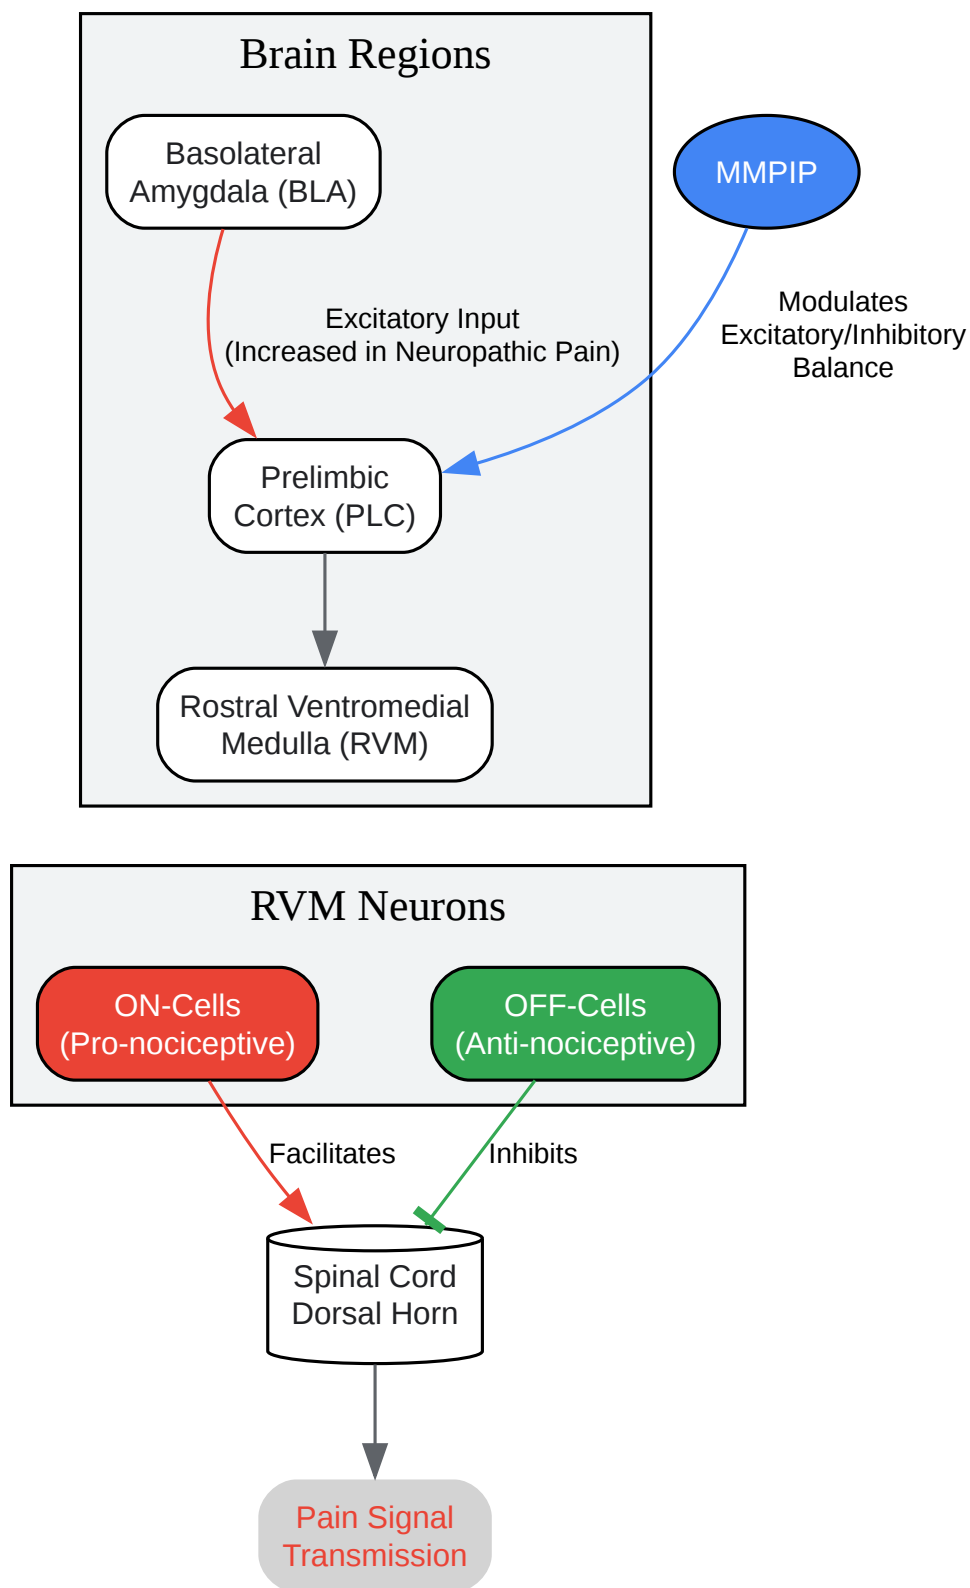 Brain Regions
Basolateral
Amygdala (BLA)
MMPIP
Excitatory Input
(Increased in Neuropathic Pain)
Modulates
Excitatory/Inhibitory
Balance
Prelimbic
Cortex (PLC)
Rostral Ventromedial
Medulla (RVM)
RVM Neurons
ON-Cells
(Pro-nociceptive)
OFF-Cells
(Anti-nociceptive)
Facilitates
Inhibits
Spinal Cord
Dorsal Horn
Pain Signal
Transmission